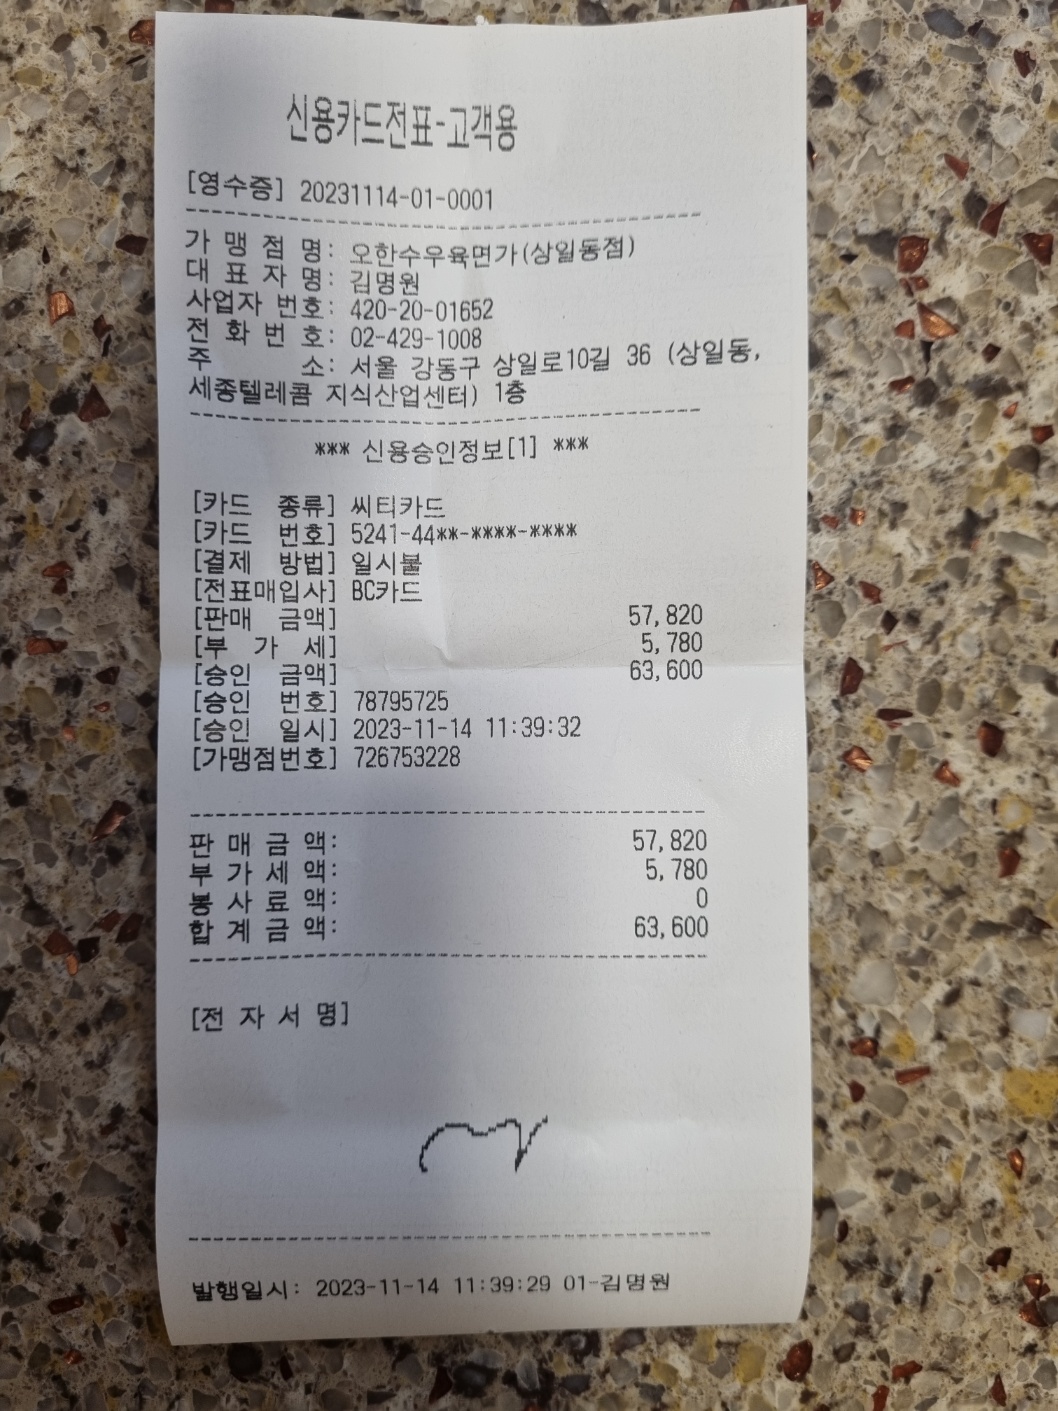 신용카드전표-고객용
[영수증] 20231114-01-0001
가 맹 점 명: 오한수우육면가(상일동점)
대 표 자 명: 김명원
사업자 번호: 420-20-01652
전 화 번 호: 02-429-1008
주 소: 서울 강동구 상일로10길 36 (상일동,
세종텔레콤 지식산업센터) 1층
*** 신용승인정보[1] ***
[카드 종류] 씨티카드
[카드 번호] 5241-44**-****-****
[결제 방법] 일시불
[전표매입사] BC카드
[판매 금액] 57,820
[부 가 세] 5,780
[승인 금액] 63,600
[승인 번호] 78795725
[승인 일시] 2023-11-14 11:39:32
[가맹점번호] 726753228
판 매 금 액: 57,820
부 가 세 액: 5,780
봉 사 료 액: 0
합 계 금 액: 63,600
[전 자 서 명]
발행일시: 2023-11-14 11:39:29 01-김명원